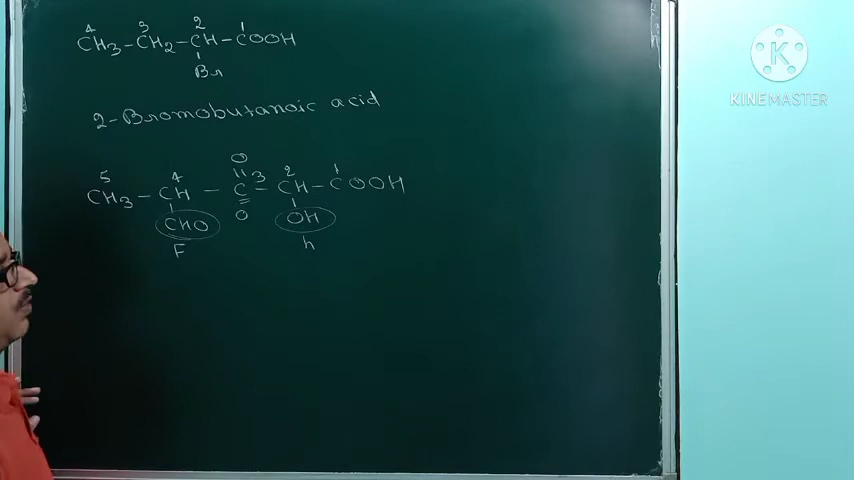 4 3 2 1
CH3-CH2-CH-COOH
Br
2-Bromobutanoic acid
O
5 4 3 2 1
CH3-CH-C-CH-COOH
CHO O OH
F h
K
KINEMASTER